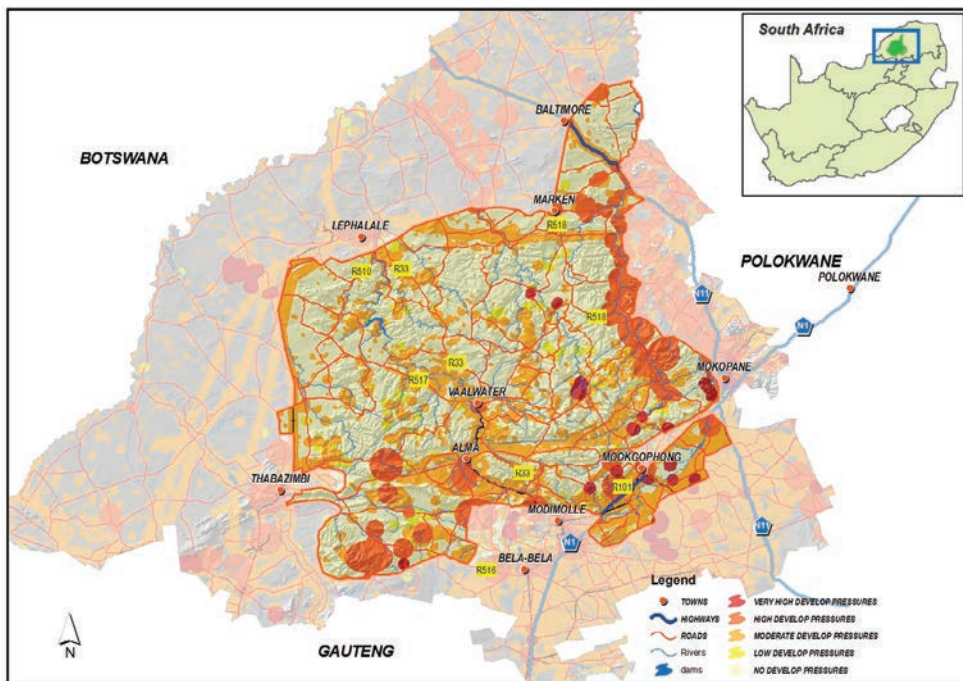 South Africa
BALTIMORE
BOTSWANA
MARKEN
R518
LEPHALALE
POLOKWANE
R510
R33
POLOKWANE
N11
R518
N1
R33
MOKOPANE
R517
VAALWATER
ALMA
MOOKGOPHONG
R33
THABAZIMBI
R101
MODIMOLLE
N11
N1
BELA-BELA
R516
Legend
TOWNS
VERY HIGH DEVELOP PRESSURES
HIGHWAYS
HIGH DEVELOP PRESSURES
ROADS
MODERATE DEVELOP PRESSURES
Rivers
LOW DEVELOP PRESSURES
dams
NO DEVELOP PRESSURES
N
GAUTENG